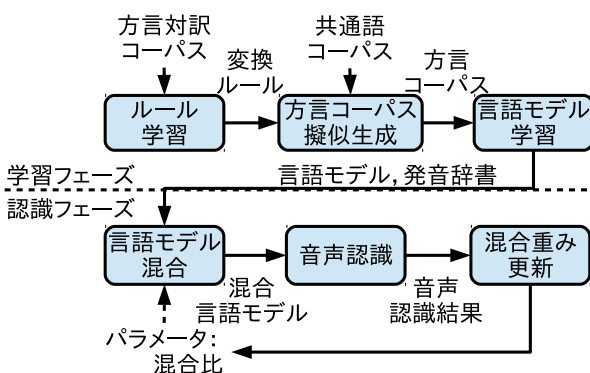 方言対訳
コーパス
変換
ルール
共通語
コーパス
方言
コーパス
ルール
学習
方言コーパス
擬似生成
言語モデル
学習
学習フェーズ
言語モデル, 発音辞書
認識フェーズ
言語モデル
混合
音声認識
混合重み
更新
混合
言語モデル
音声
認識結果
パラメータ:
混合比